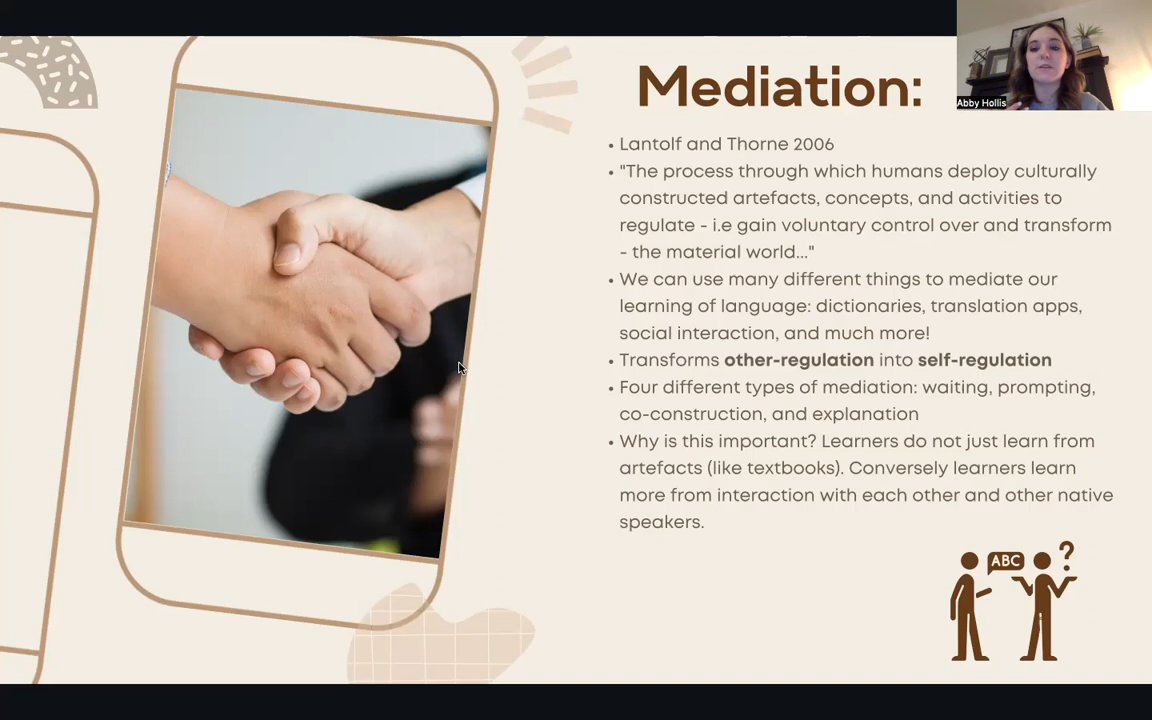 Mediation:
Abby Hollis
• Lantolf and Thorne 2006
• "The process through which humans deploy culturally
constructed artefacts, concepts, and activities to
regulate - i.e gain voluntary control over and transform
- the material world..."
• We can use many different things to mediate our
learning of language: dictionaries, translation apps,
social interaction, and much more!
• Transforms other-regulation into self-regulation
• Four different types of mediation: waiting, prompting,
co-construction, and explanation
• Why is this important? Learners do not just learn from
artefacts (like textbooks). Conversely learners learn
more from interaction with each other and other native
speakers.
ABC
?